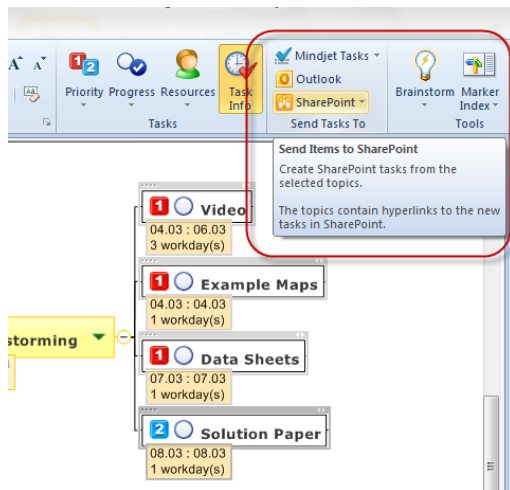 A A
1 2
Priority Progress Resources Task Info
Tasks
Mindjet Tasks
Outlook
SharePoint
Send Tasks To
Brainstorm Marker Index
Tools
Send Items to SharePoint
Create SharePoint tasks from the
selected topics.
The topics contain hyperlinks to the new
tasks in SharePoint.
1 Video
04.03 : 06.03
3 workday(s)
1 Example Maps
04.03 : 04.03
1 workday(s)
storming
1 Data Sheets
07.03 : 07.03
1 workday(s)
2 Solution Paper
08.03 : 08.03
1 workday(s)